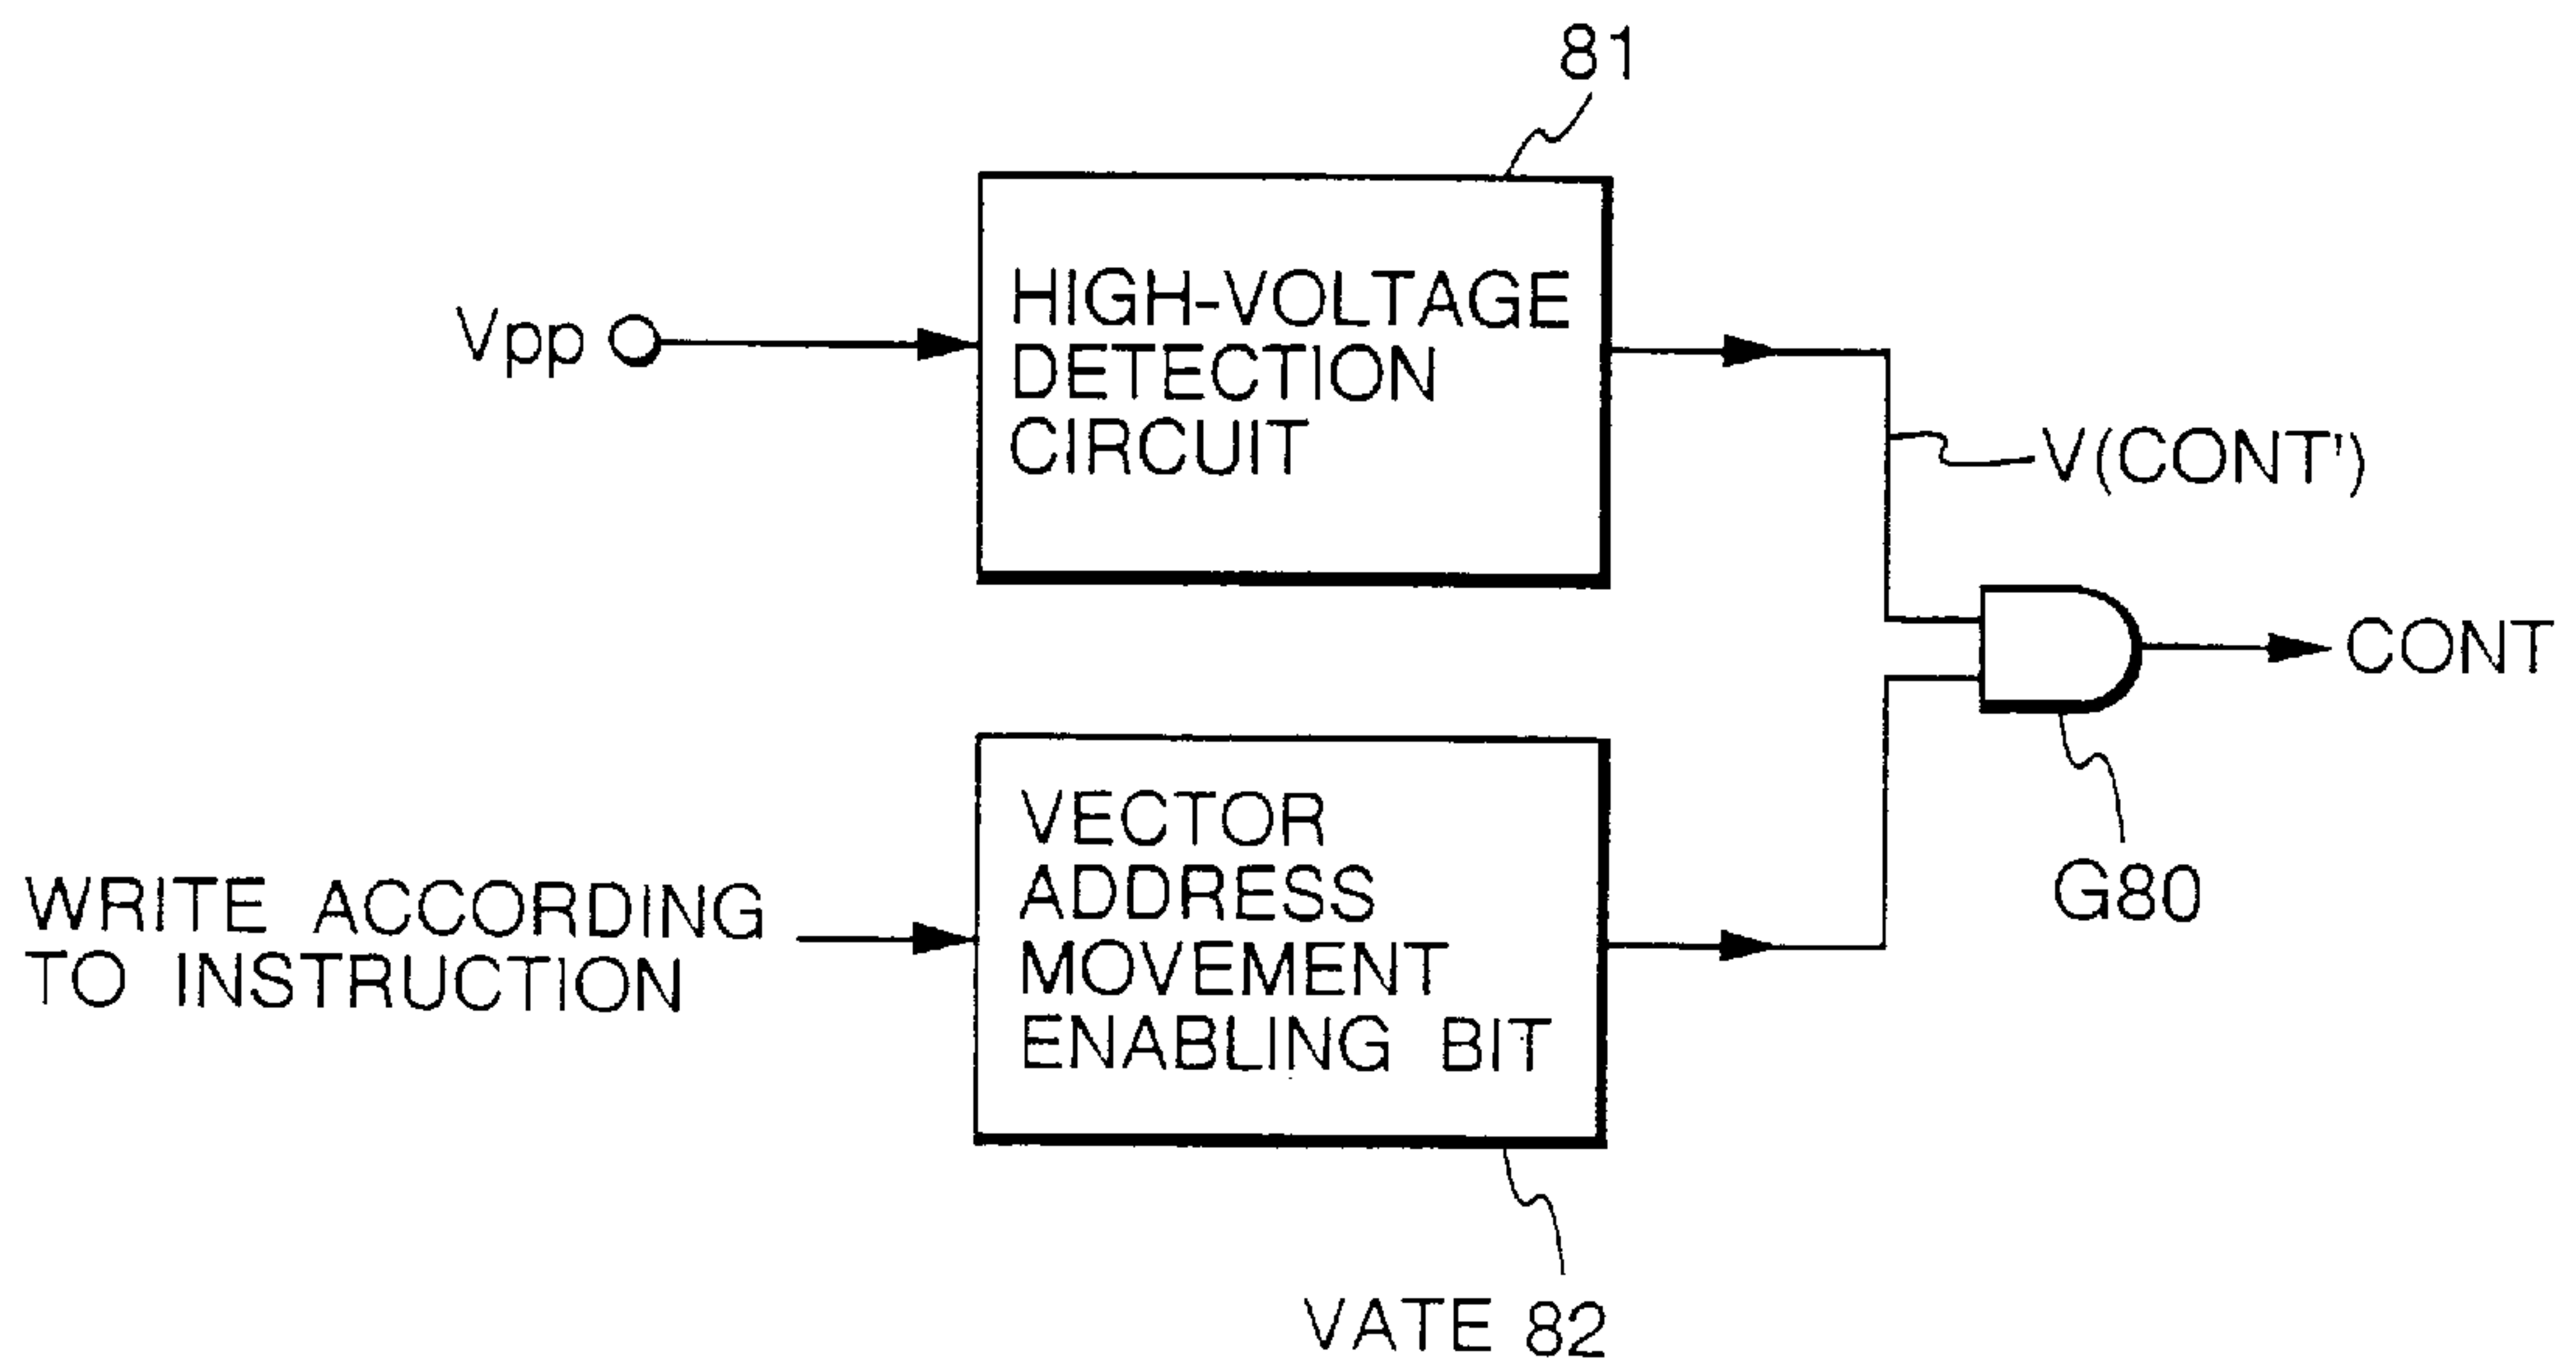 81
HIGH-VOLTAGE
DETECTION
CIRCUIT
Vpp
V(CONT')
CONT
G80
VECTOR
ADDRESS
MOVEMENT
ENABLING BIT
WRITE ACCORDING
TO INSTRUCTION
VATE 82